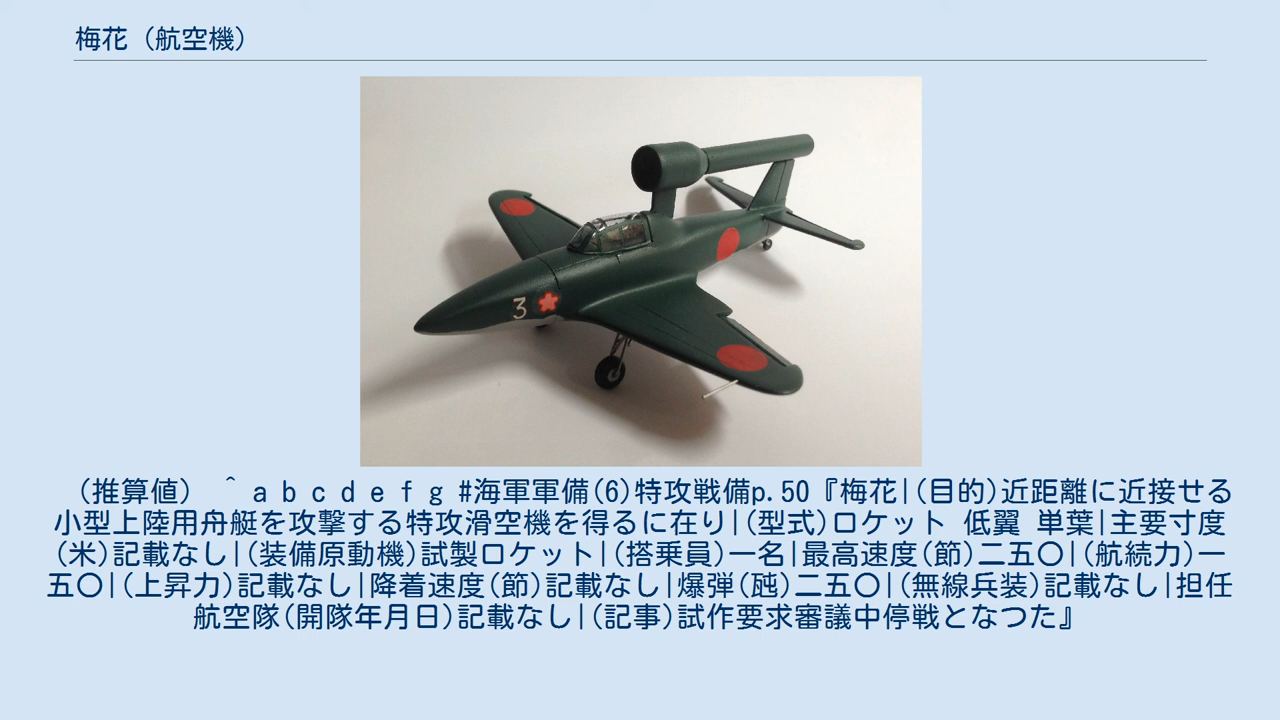 梅花（航空機）
3
（推算値） ^ a b c d e f g #海軍軍備(6)特攻戦備p.50『梅花|(目的)近距離に近接せる
小型上陸用舟艇を攻撃する特攻滑空機を得るに在り|(型式)ロケット 低翼 単葉|主要寸度
(米)記載なし|(装備原動機)試製ロケット|(搭乗員)一名|最高速度(節)二五〇|(航続力)一
五〇|(上昇力)記載なし|降着速度(節)記載なし|爆弾(瓲)二五〇|(無線兵装)記載なし|担任
航空隊(開隊年月日)記載なし|(記事)試作要求審議中停戦となつた』